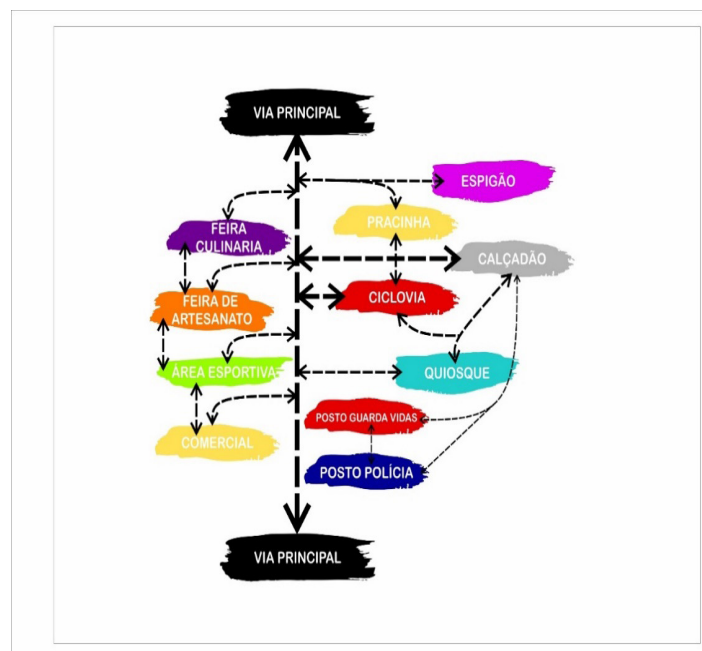 VIA PRINCIPAL
ESPIGÃO
PRACINHA
FEIRA
CULINARIA
CALÇADÃO
CICLOVIA
FEIRA DE
ARTESANATO
ÁREA ESPORTIVA
QUIOSQUE
POSTO GUARDA VIDAS
COMERCIAL
POSTO POLÍCIA
VIA PRINCIPAL